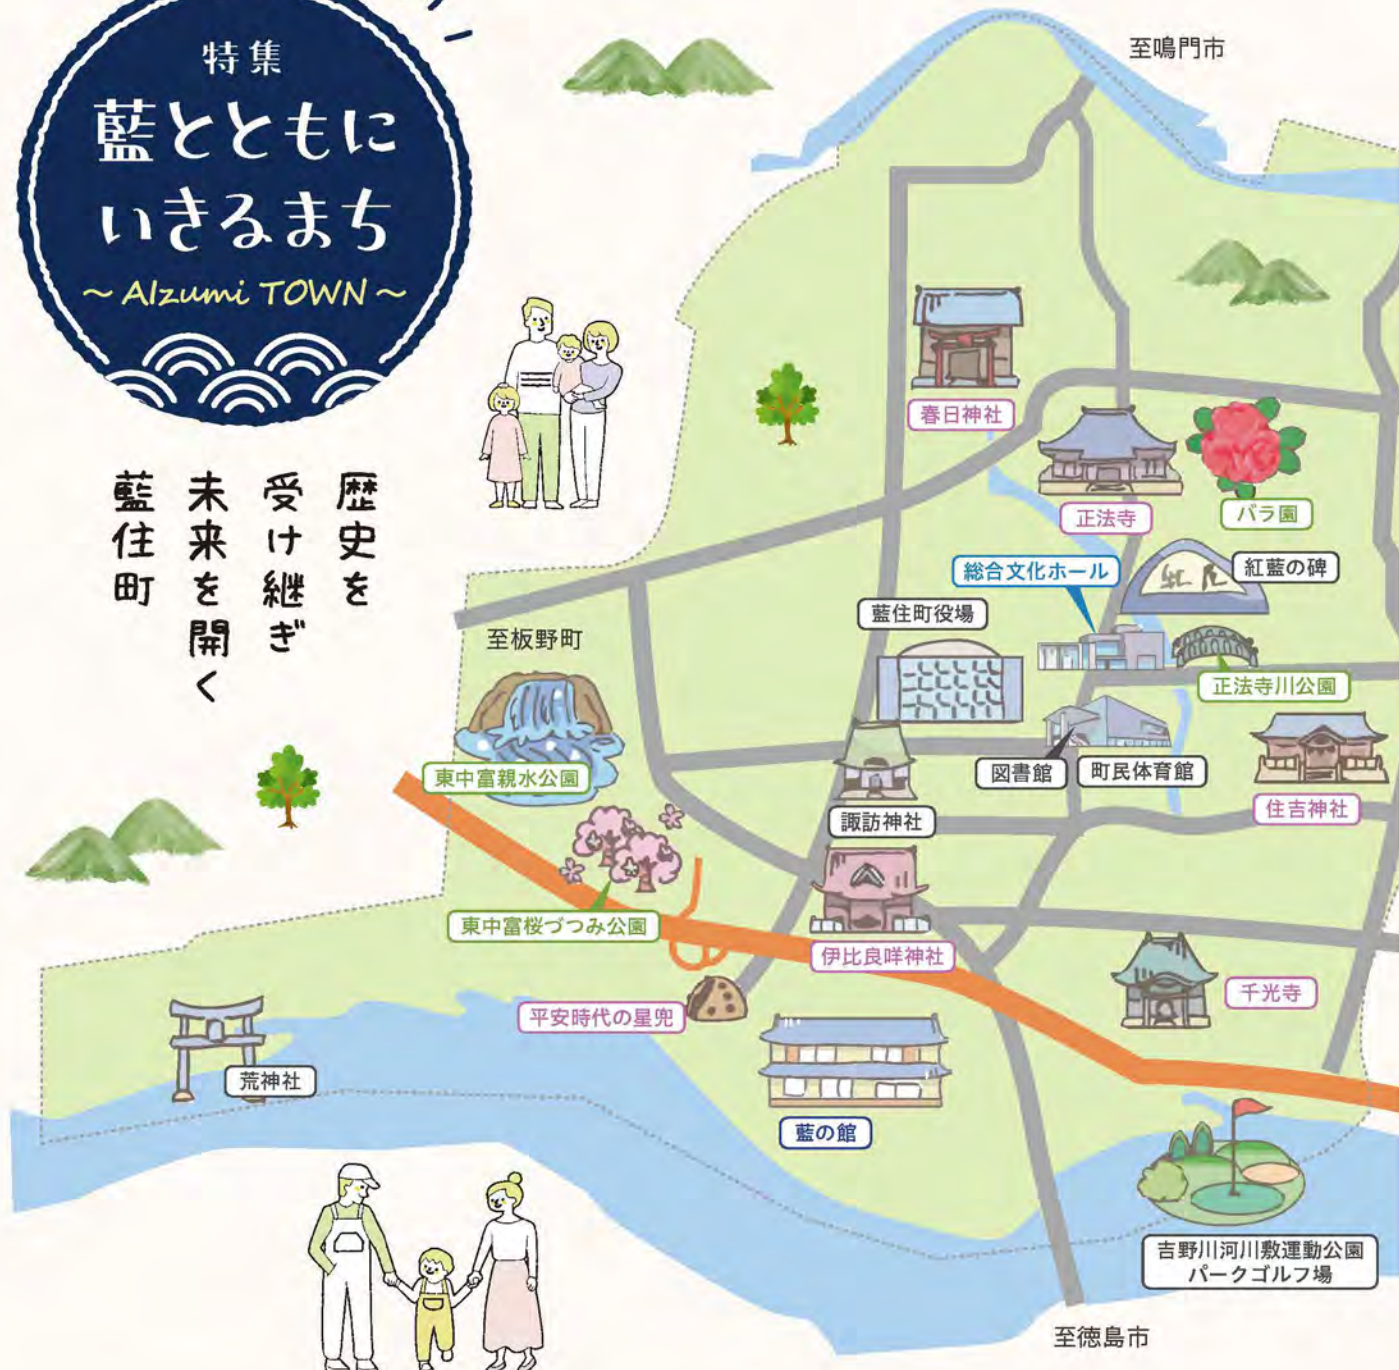 特集
藍とともに
いきるまち
～AIzumi TOWN～
歴史を
受け継ぎ
未来を開く
藍住町
至鳴門市
春日神社
正法寺
バラ園
総合文化ホール
紅藍の碑
藍住町役場
至板野町
正法寺川公園
東中富親水公園
図書館
町民体育館
住吉神社
諏訪神社
東中富桜づつみ公園
伊比良咩神社
千光寺
平安時代の星兜
荒神社
藍の館
吉野川河川敷運動公園
パークゴルフ場
至徳島市